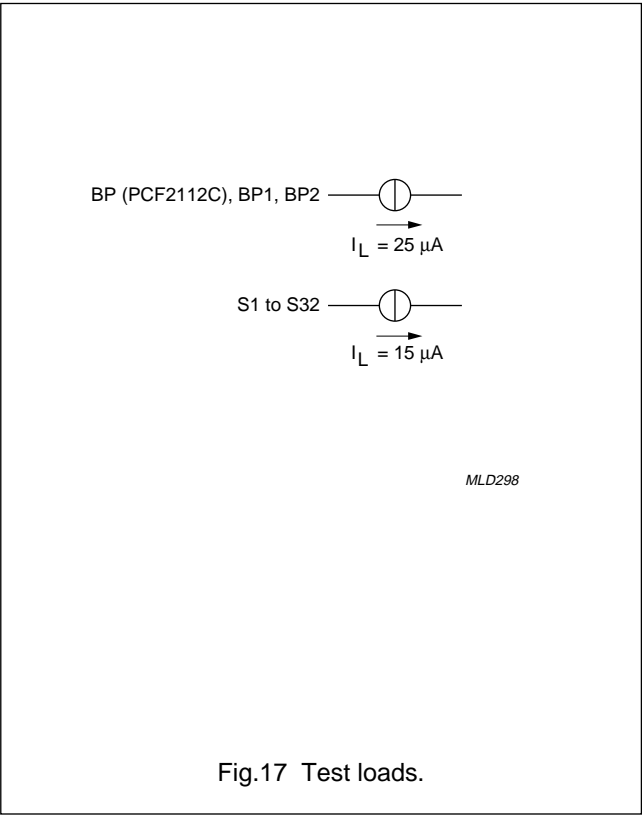 BP (PCF2112C), BP1, BP2
I_L = 25 µA
S1 to S32
I_L = 15 µA
MLD298
Fig.17 Test loads.